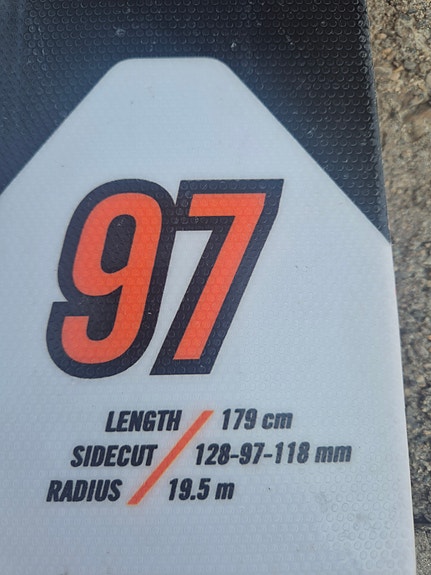 97
LENGTH / 179 cm
SIDECUT / 128-97-118 mm
RADIUS / 19.5 m